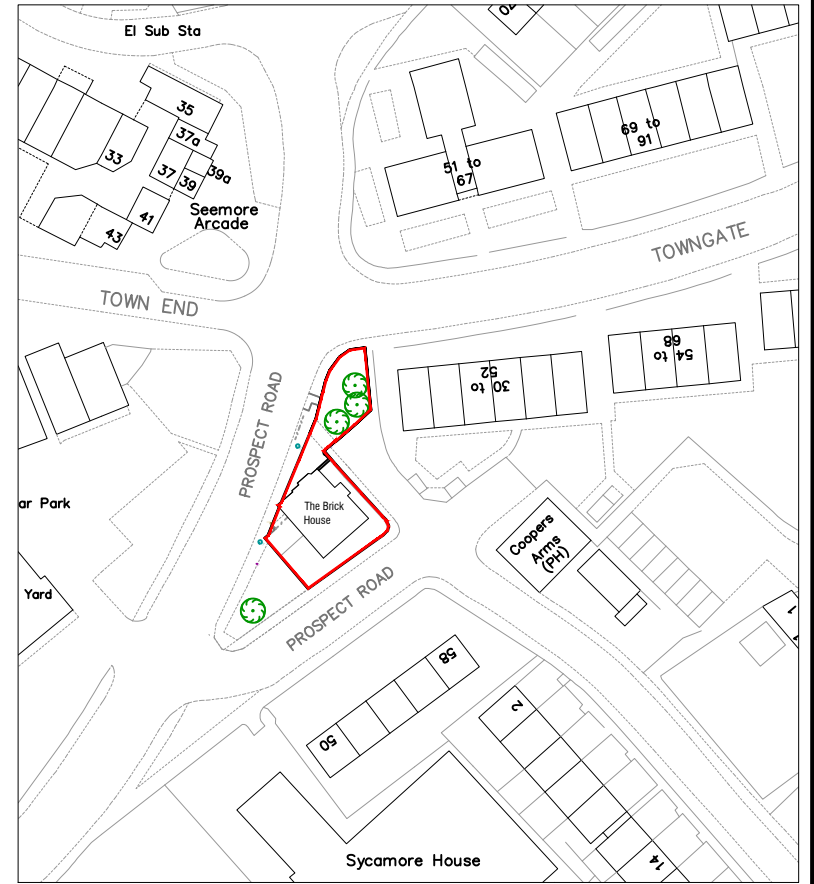 El Sub Sta
35
37a
33
37
39
39a
41
43
Seemore
Arcade
51 to
67
69 to
91
TOWNGATE
TOWN END
PROSPECT ROAD
30 to
52
54 to
68
ar Park
The Brick
House
Coopers
Arms
(PH)
Yard
PROSPECT ROAD
58
50
2
14
1
Sycamore House